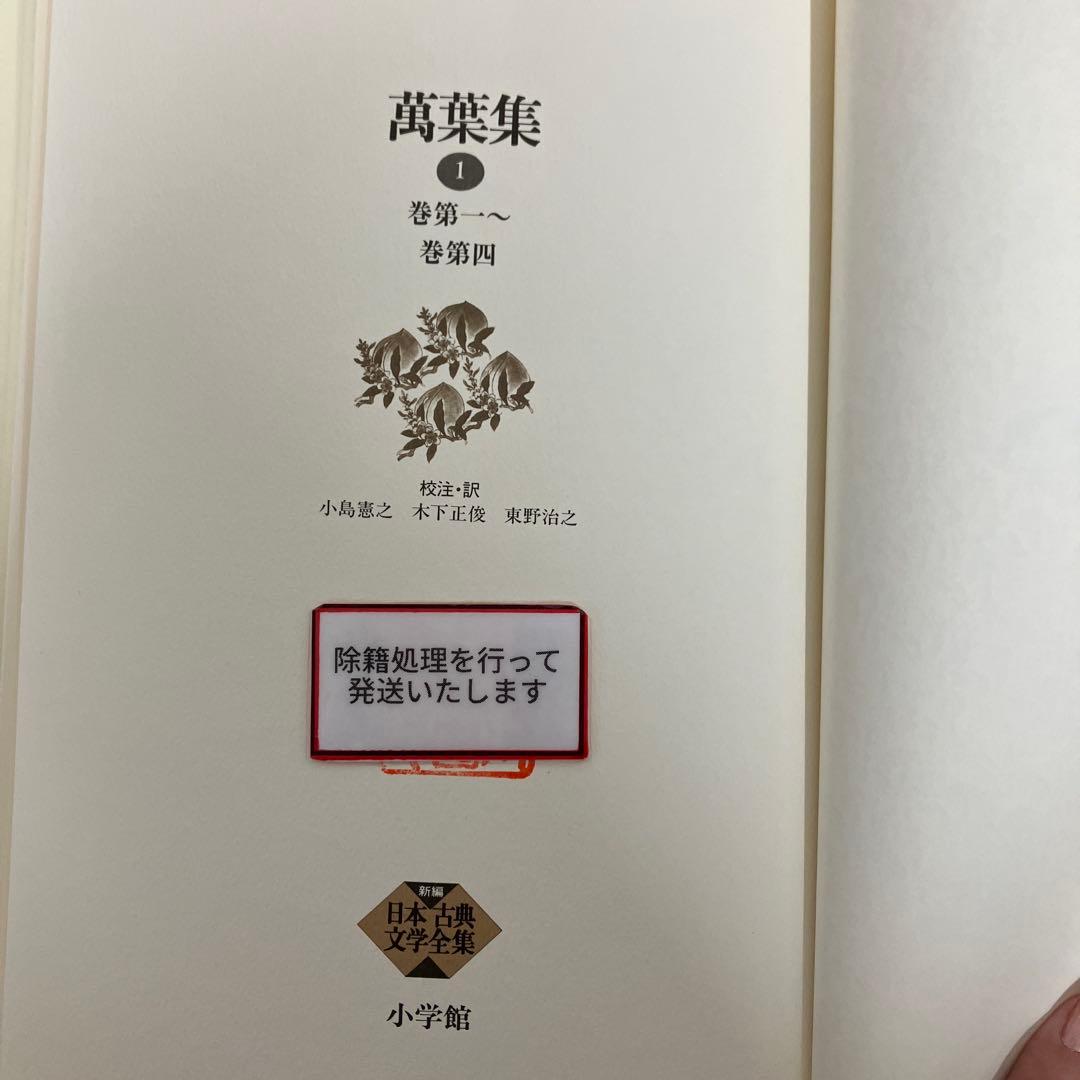 萬葉集
1
巻第一〜
巻第四
校注・訳
小島憲之 木下正俊 東野治之
除籍処理を行って
発送いたします
新編
日本古典
文学全集
小学館